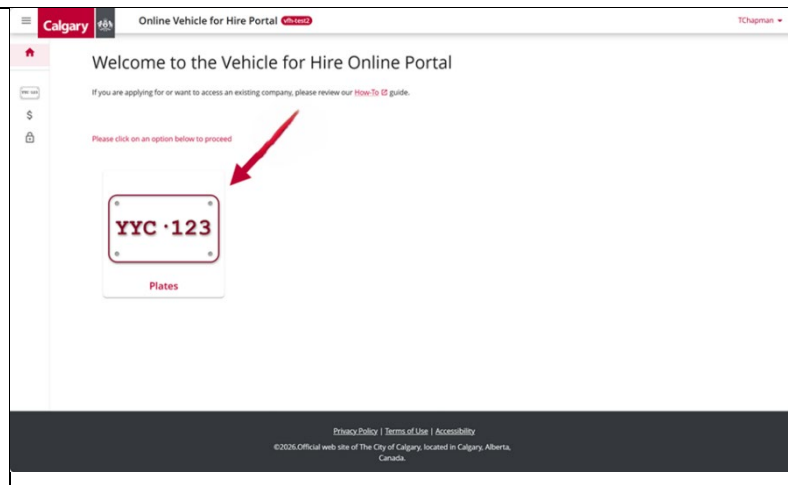 Calgary
Online Vehicle for Hire Portal vfh-test2
TChapman
Welcome to the Vehicle for Hire Online Portal
If you are applying for or want to access an existing company, please review our How-To guide.
$
Please click on an option below to proceed
YYC·123
Plates
Privacy Policy | Terms of Use | Accessibility
©2026.Official web site of The City of Calgary, located in Calgary, Alberta,
Canada.